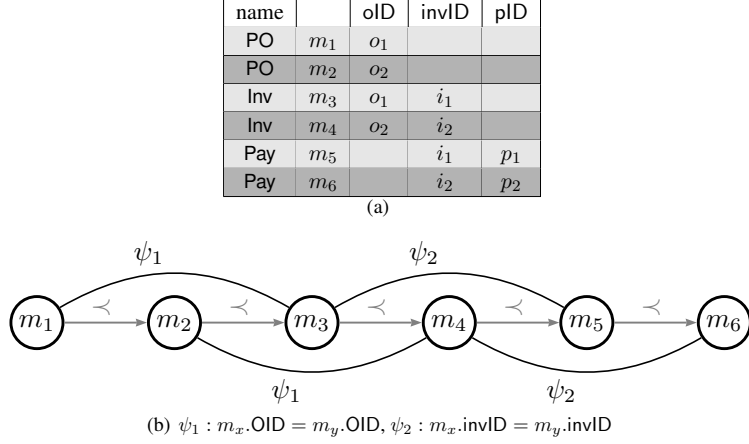 name oID invID pID
PO m₁ o₁
PO m₂ o₂
Inv m₃ o₁ i₁
Inv m₄ o₂ i₂
Pay m₅ i₁ p₁
Pay m₆ i₂ p₂
(a)
ψ₁ ψ₂
m₁ ≺ m₂ ≺ m₃ ≺ m₄ ≺ m₅ ≺ m₆
ψ₁ ψ₂
(b) ψ₁ : mₓ.OID = m_y.OID, ψ₂ : mₓ.invID = m_y.invID